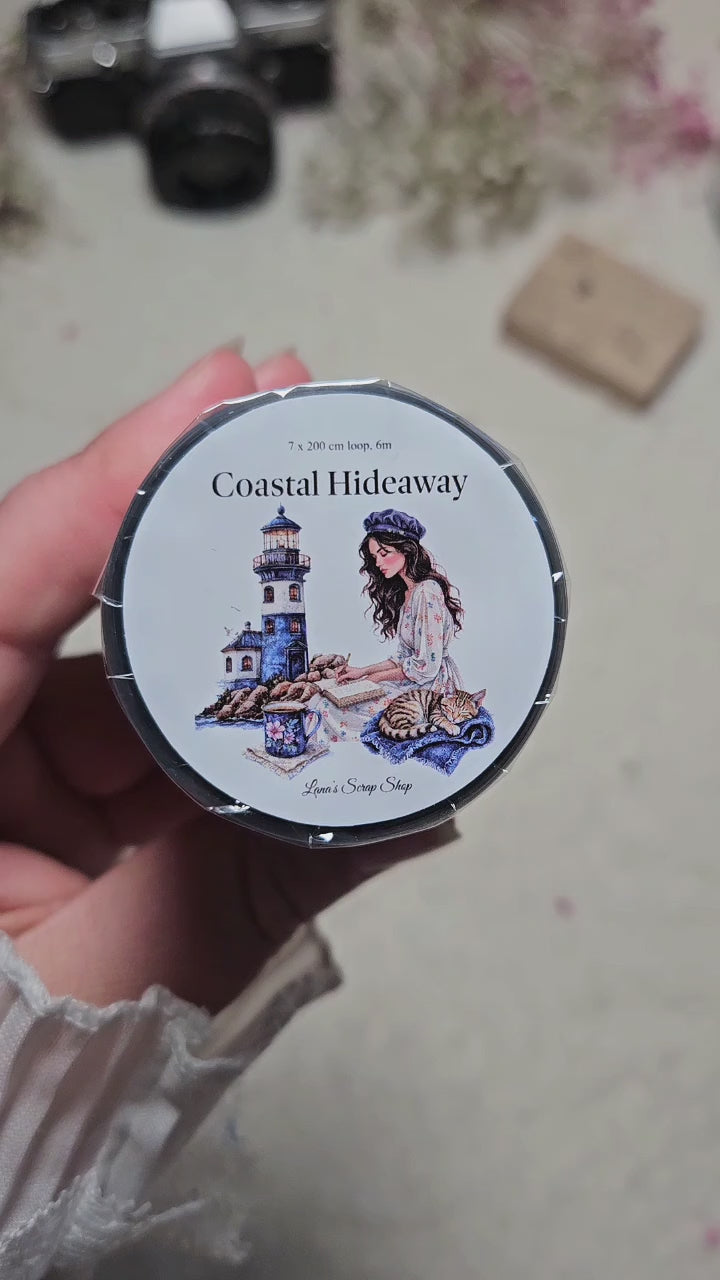 7 x 200 cm loop, 6m
Coastal Hideaway
Lana's Scrap Shop